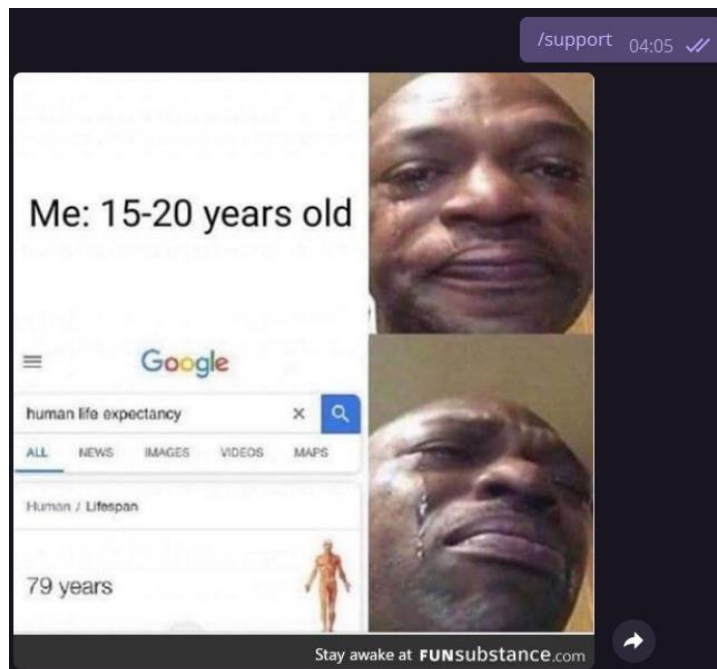 /support 04:05
Me: 15-20 years old
Google
human life expectancy
ALL NEWS IMAGES VIDEOS MAPS
Human / Lifespan
79 years
Stay awake at FUNsubstance.com